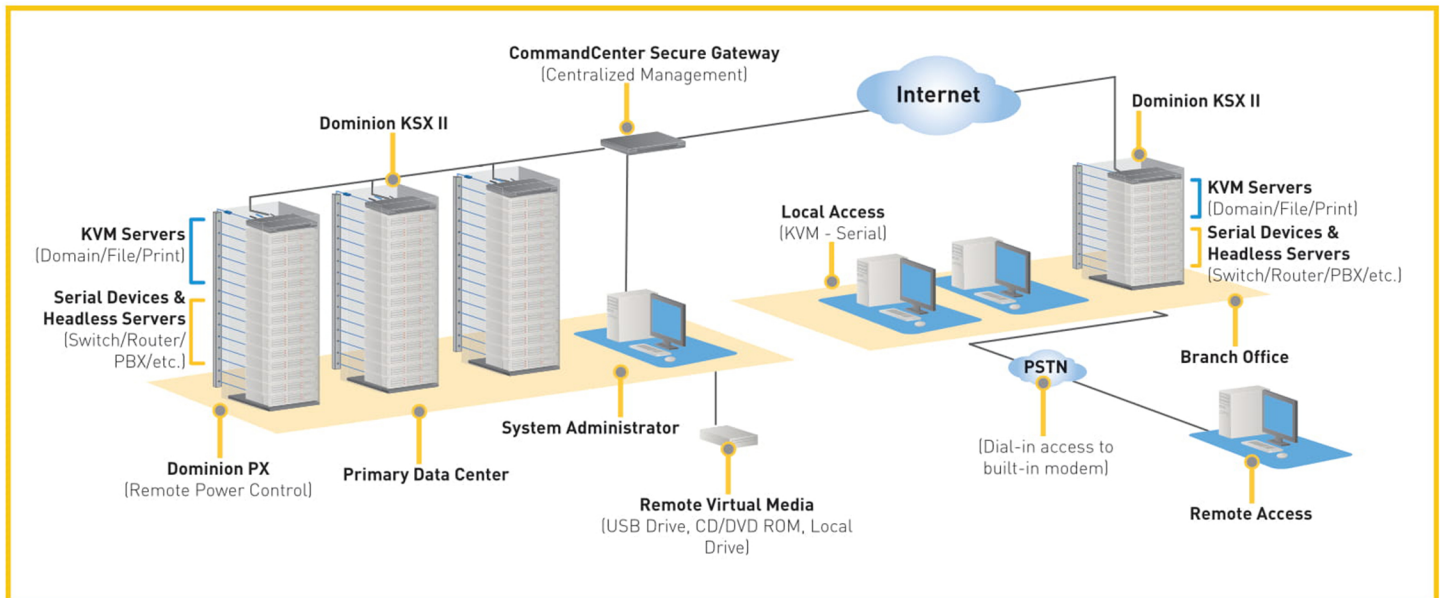 CommandCenter Secure Gateway
(Centralized Management)
Internet
Dominion KSX II
Dominion KSX II
KVM Servers
(Domain/File/Print)
Serial Devices &
Headless Servers
(Switch/Router/
PBX/etc.)
Local Access
(KVM - Serial)
KVM Servers
(Domain/File/Print)
Serial Devices &
Headless Servers
(Switch/Router/PBX/etc.)
Branch Office
PSTN
(Dial-in access to
built-in modem)
System Administrator
Dominion PX
(Remote Power Control)
Primary Data Center
Remote Virtual Media
(USB Drive, CD/DVD ROM, Local
Drive)
Remote Access